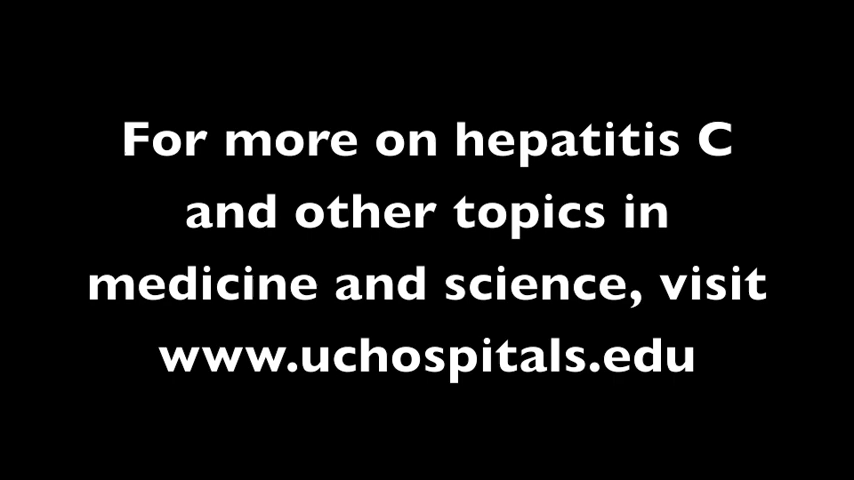 For more on hepatitis C
and other topics in
medicine and science, visit
www.uchospitals.edu